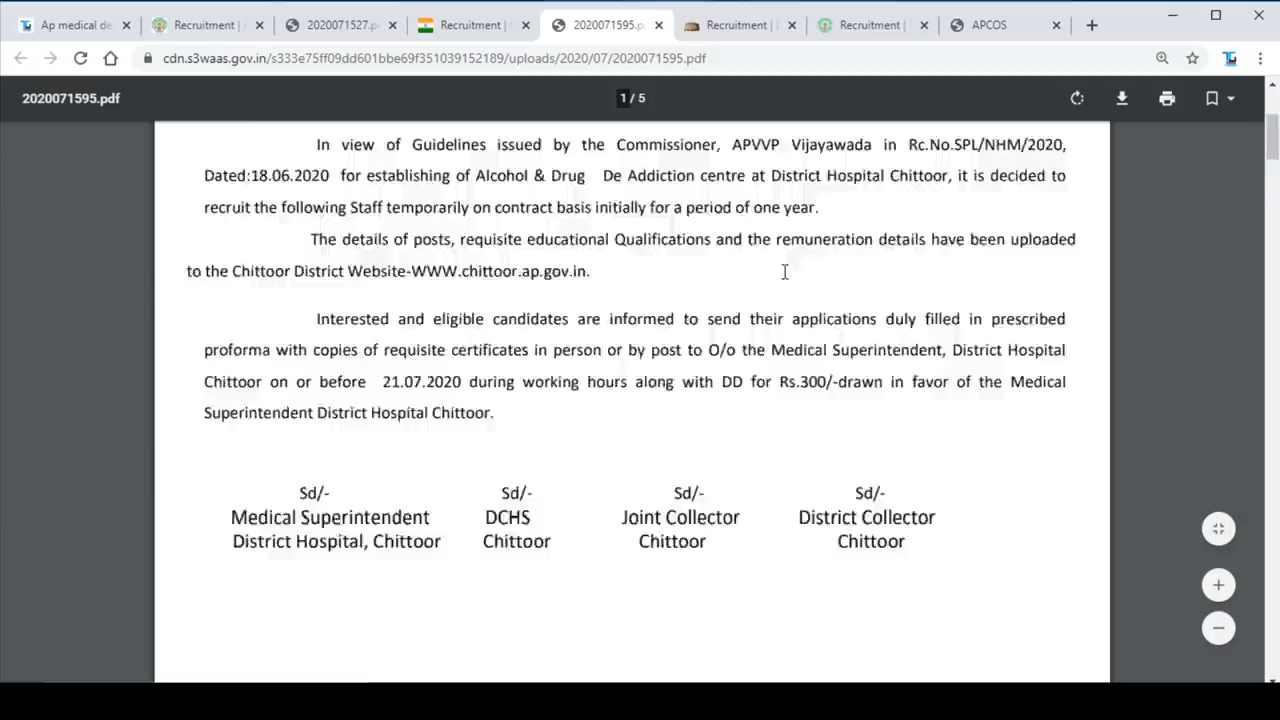 Ap medical de
Recruitment |
2020071527.p
Recruitment |
2020071595.p
Recruitment |
Recruitment |
APCOS
cdn.s3waas.gov.in/s333e75ff09dd601bbe69f351039152189/uploads/2020/07/2020071595.pdf
2020071595.pdf
1 / 5
In view of Guidelines issued by the Commissioner, APVVP Vijayawada in Rc.No.SPL/NHM/2020,
Dated:18.06.2020 for establishing of Alcohol & Drug De Addiction centre at District Hospital Chittoor, it is decided to
recruit the following Staff temporarily on contract basis initially for a period of one year.
The details of posts, requisite educational Qualifications and the remuneration details have been uploaded
to the Chittoor District Website-WWW.chittoor.ap.gov.in.
Interested and eligible candidates are informed to send their applications duly filled in prescribed
proforma with copies of requisite certificates in person or by post to O/o the Medical Superintendent, District Hospital
Chittoor on or before 21.07.2020 during working hours along with DD for Rs.300/-drawn in favor of the Medical
Superintendent District Hospital Chittoor.
Sd/- Sd/- Sd/- Sd/-
Medical Superintendent DCHS Joint Collector District Collector
District Hospital, Chittoor Chittoor Chittoor Chittoor